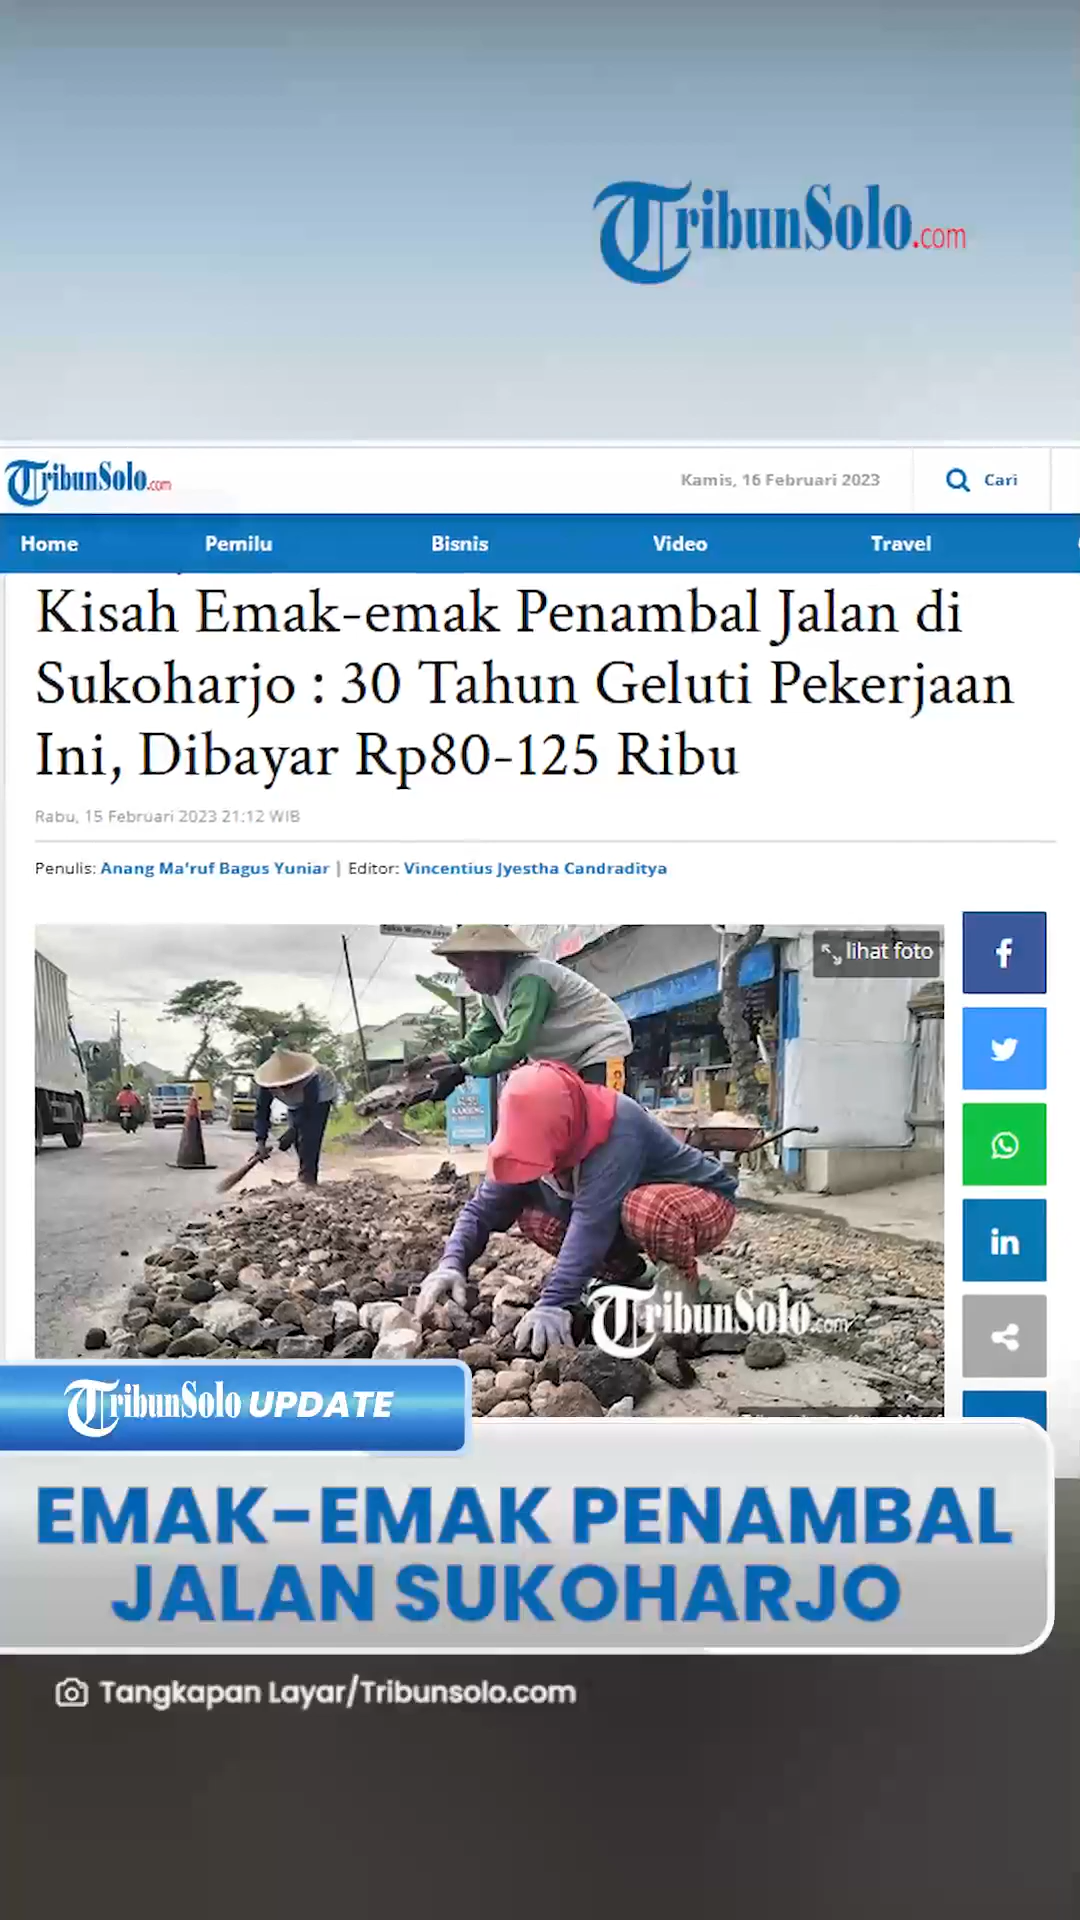 TribunSolo.com
TribunSolo.com
Kamis, 16 Februari 2023
Cari
Home Pemilu Bisnis Video Travel
Kisah Emak-emak Penambal Jalan di
Sukoharjo : 30 Tahun Geluti Pekerjaan
Ini, Dibayar Rp80-125 Ribu
Rabu, 15 Februari 2023 21:12 WIB
Penulis: Anang Ma'ruf Bagus Yuniar | Editor: Vincentius Jyestha Candraditya
lihat foto
TribunSolo.com
TribunSolo UPDATE
EMAK-EMAK PENAMBAL
JALAN SUKOHARJO
Tangkapan Layar/Tribunsolo.com